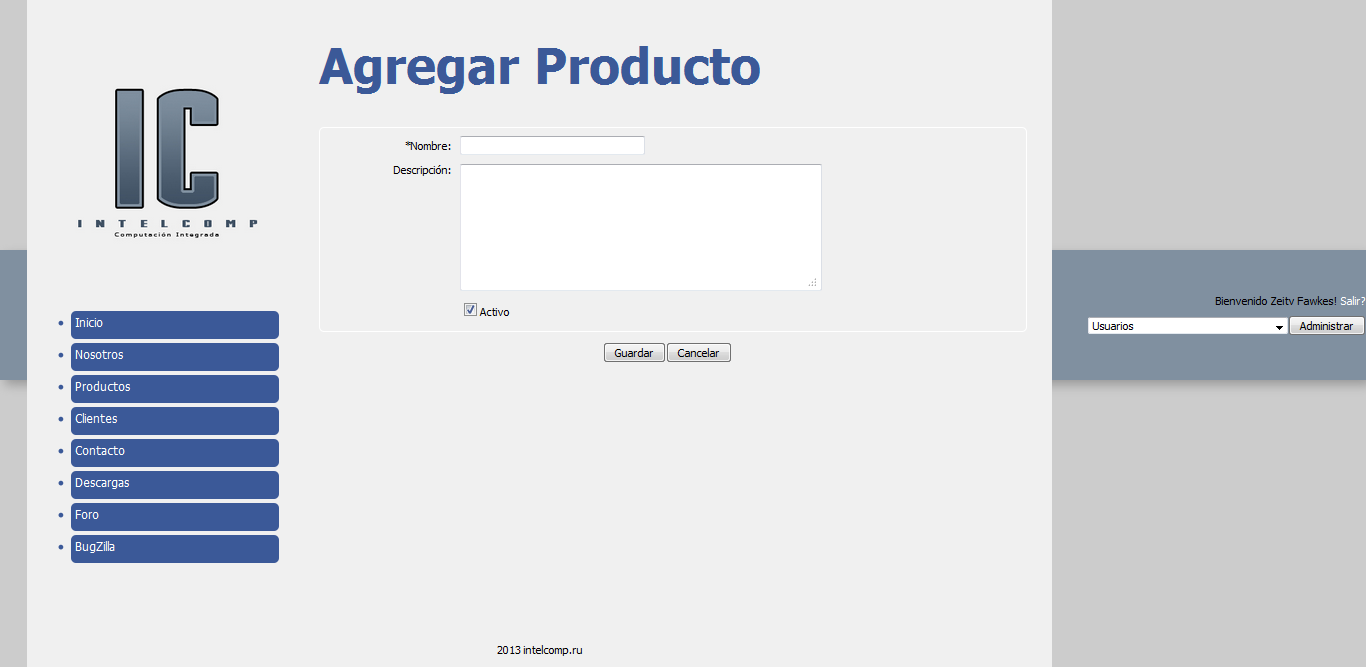 Agregar Producto
IC
INTELCOMP
Computación Integrada
*Nombre:
Descripción:
Activo
Guardar Cancelar
Inicio
Nosotros
Productos
Clientes
Contacto
Descargas
Foro
BugZilla
Bienvenido Zeity Fawkes! Salir?
Usuarios Administrar
2013 intelcomp.ru